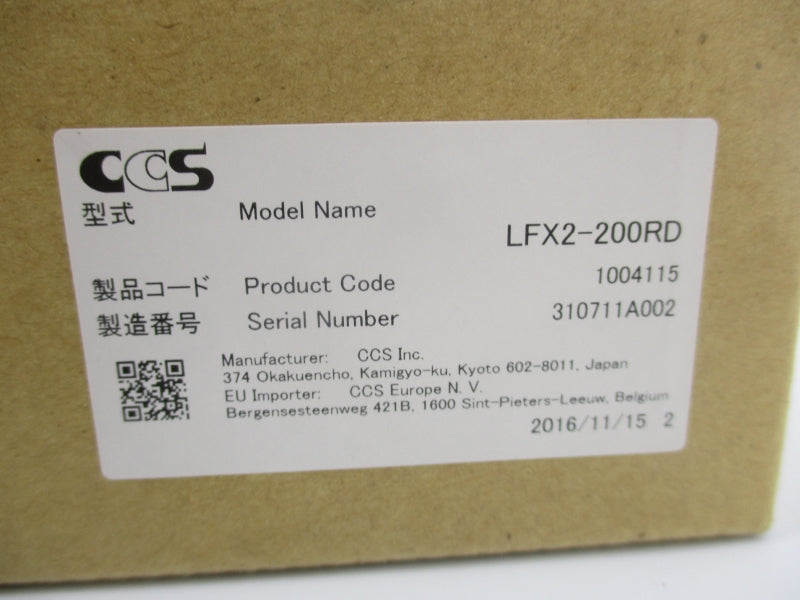 CCS
型式 Model Name
LFX2-200RD
製品コード Product Code 1004115
製造番号 Serial Number 310711A002
Manufacturer: CCS Inc.
374 Okakuencho, Kamigyo-ku, Kyoto 602-8011, Japan
EU Importer: CCS Europe N. V.
Bergensesteenweg 421B, 1600 Sint-Pieters-Leeuw, Belgium
2016/11/15 2